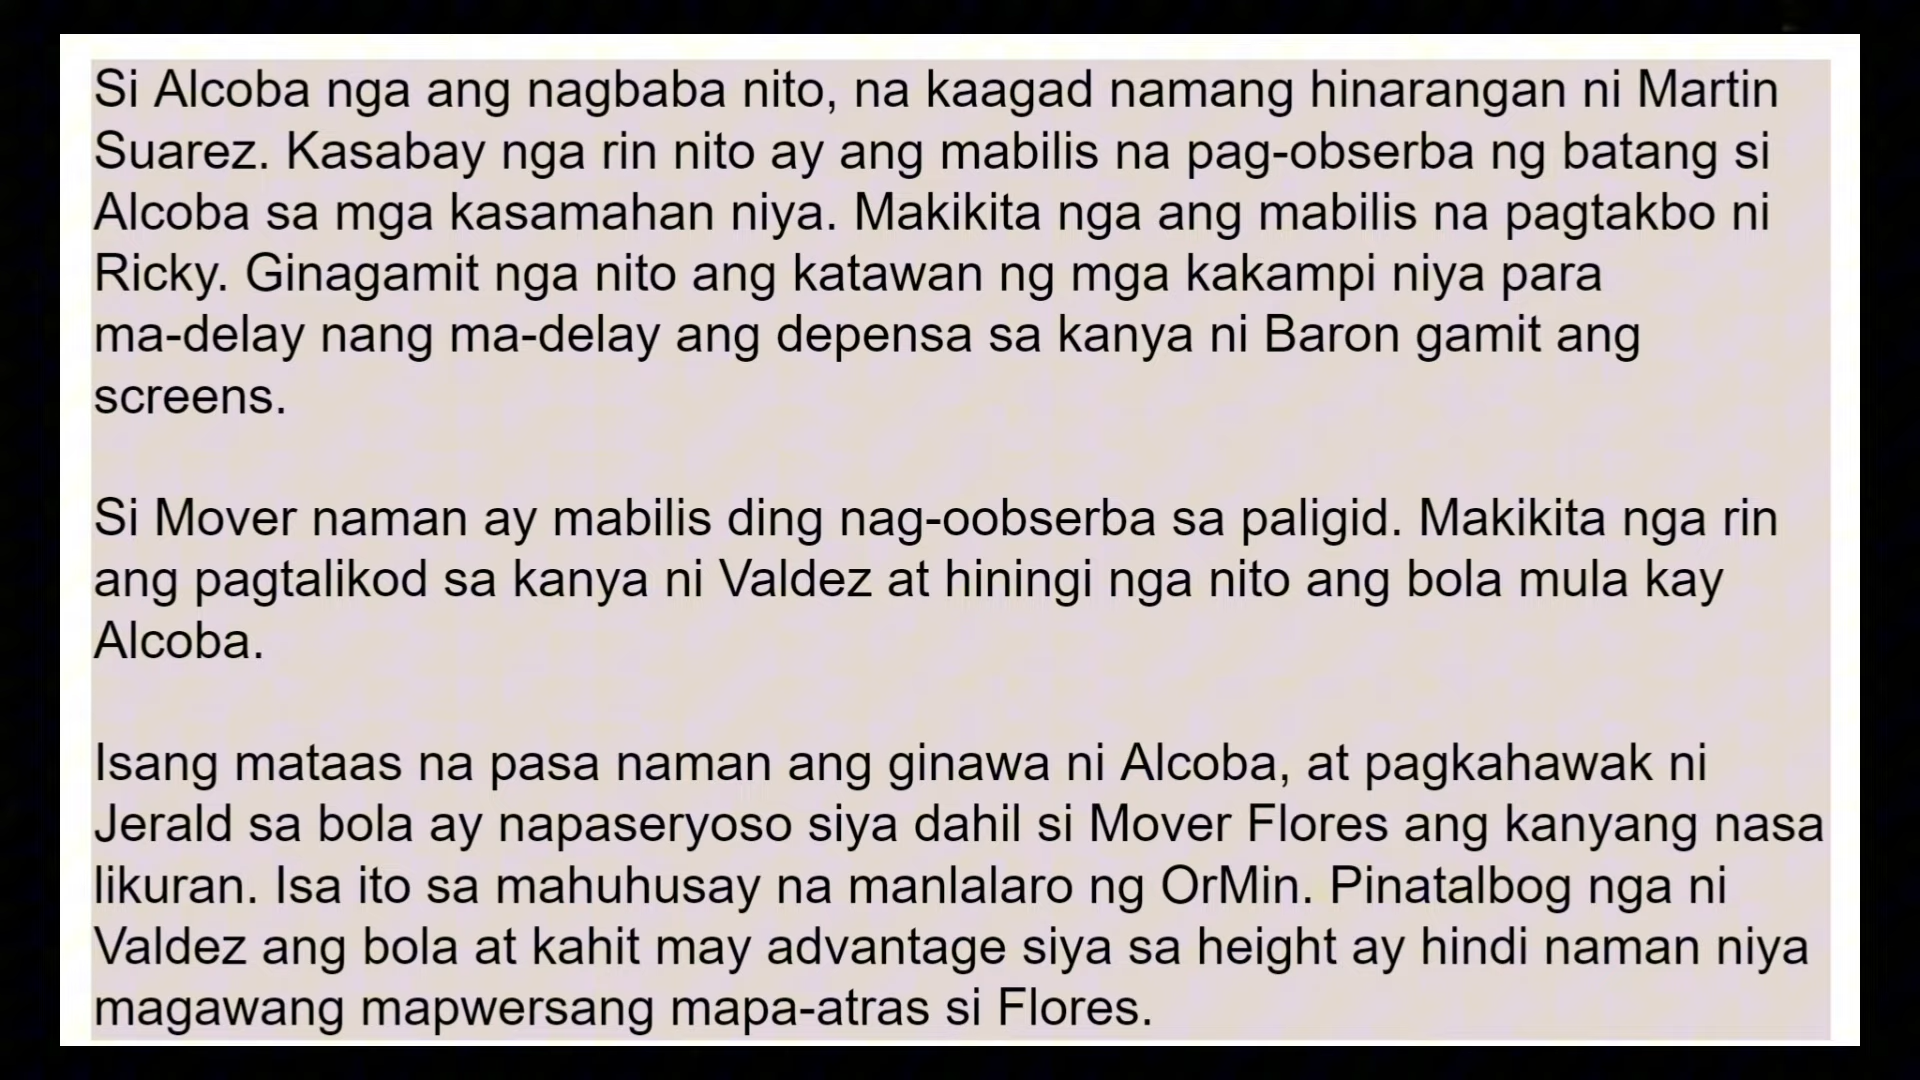 Si Alcoba nga ang nagbaba nito, na kaagad namang hinarangan ni Martin
Suarez. Kasabay nga rin nito ay ang mabilis na pag-obserba ng batang si
Alcoba sa mga kasamahan niya. Makikita nga ang mabilis na pagtakbo ni
Ricky. Ginagamit nga nito ang katawan ng mga kakampi niya para
ma-delay nang ma-delay ang depensa sa kanya ni Baron gamit ang
screens.
Si Mover naman ay mabilis ding nag-oobserba sa paligid. Makikita nga rin
ang pagtalikod sa kanya ni Valdez at hiningi nga nito ang bola mula kay
Alcoba.
Isang mataas na pasa naman ang ginawa ni Alcoba, at pagkahawak ni
Jerald sa bola ay napaseryoso siya dahil si Mover Flores ang kanyang nasa
likuran. Isa ito sa mahuhusay na manlalaro ng OrMin. Pinatalbog nga ni
Valdez ang bola at kahit may advantage siya sa height ay hindi naman niya
magawang mapwersang mapa-atras si Flores.